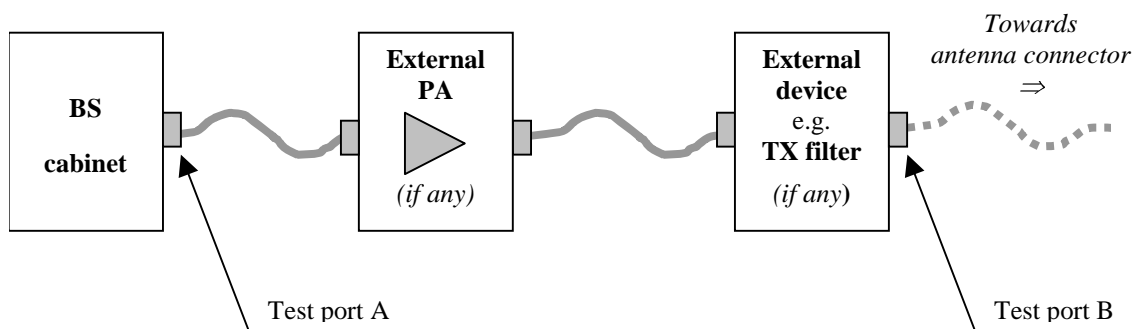 BS
cabinet
External
PA
(if any)
External
device
e.g.
TX filter
(if any)
Towards
antenna connector
⇒
Test port A
Test port B